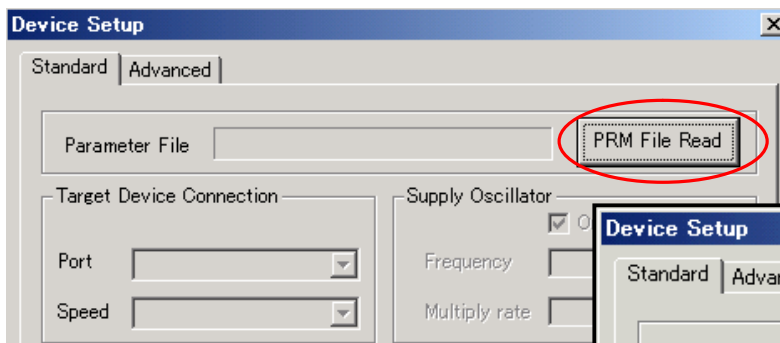 Device Setup
Standard Advanced
Parameter File PRM File Read
Target Device Connection Supply Oscillator
Port Frequency
Speed Multiply rate
Device Setup
Standard